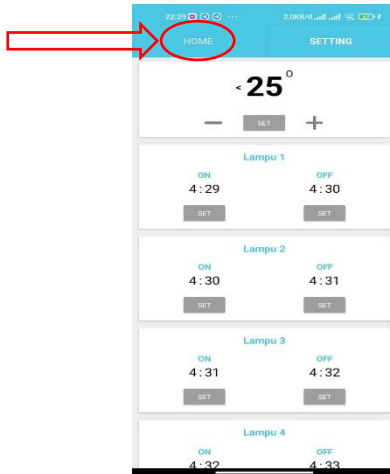 22:29 2,0KB/d
HOME SETTING
< 25°
− SET +
Lampu 1
ON OFF
4 : 29 4 : 30
SET SET
Lampu 2
ON OFF
4 : 30 4 : 31
SET SET
Lampu 3
ON OFF
4 : 31 4 : 32
SET SET
Lampu 4
ON OFF
4 : 32 4 : 33